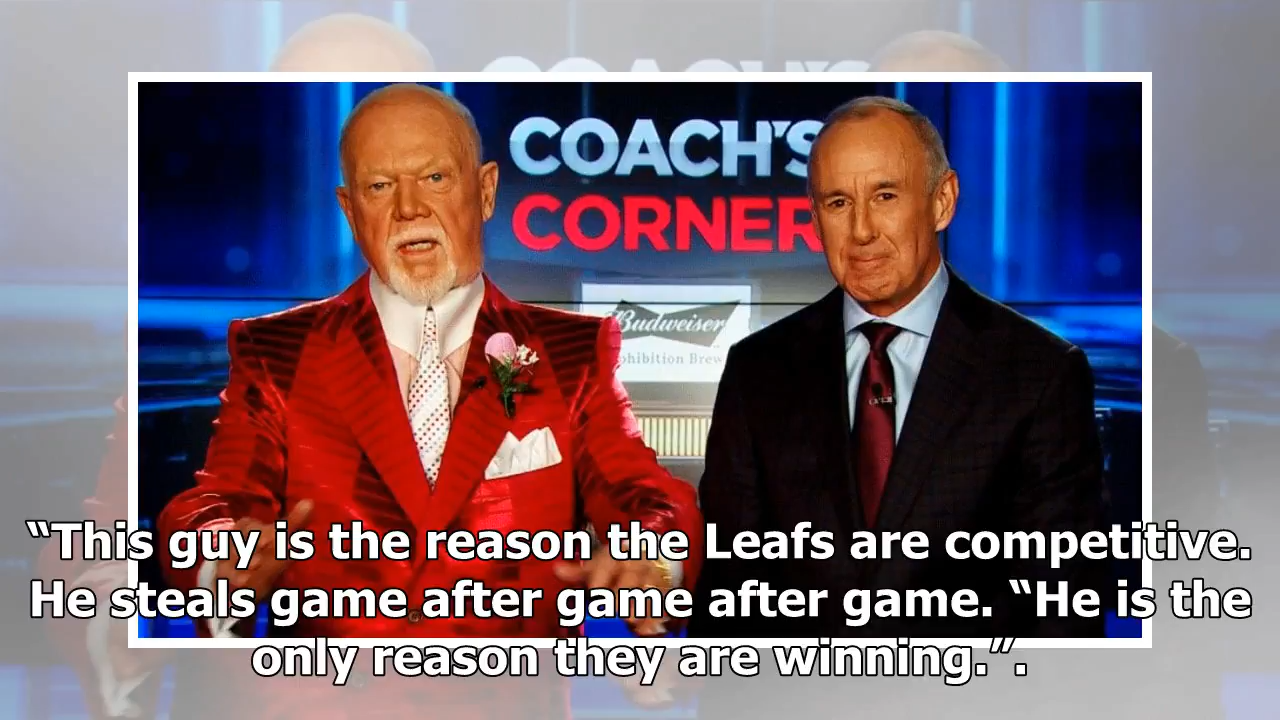 COACH'S
COACH'S
CORNER
Budweiser
“This guy is the reason the Leafs are competitive.
He steals game after game after game. “He is the
only reason they are winning.”.